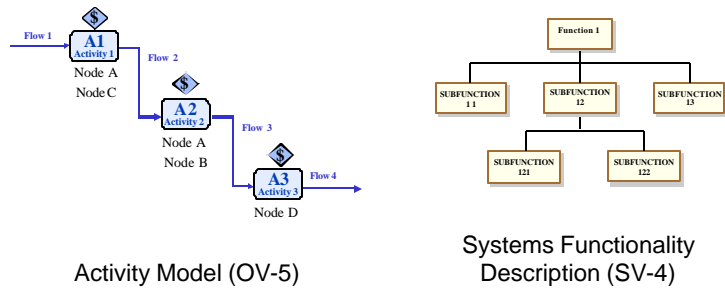 $
Flow 1
A1
Activity 1
Flow 2
Node A
Node C
$
A2
Activity 2
Flow 3
Node A
Node B
$
A3
Activity 3
Flow 4
Node D
Activity Model (OV-5)
Function 1
SUBFUNCTION
1 1
SUBFUNCTION
12
SUBFUNCTION
13
SUBFUNCTION
121
SUBFUNCTION
122
Systems Functionality
Description (SV-4)